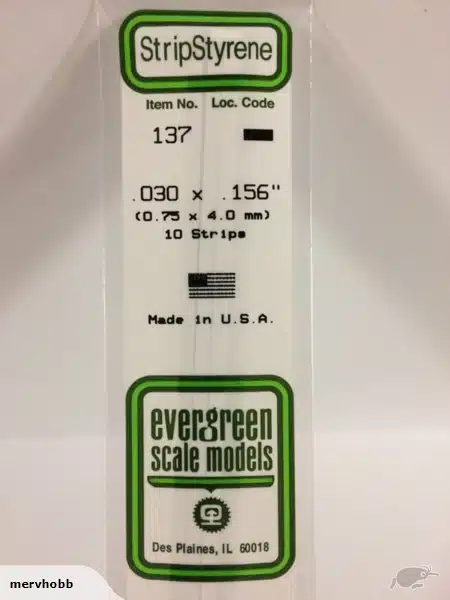 StripStyrene
Item No. Loc. Code
137
.030 x .156"
(0.75 x 4.0 mm)
10 Strips
Made in U.S.A.
evergreen
scale models
Des Plaines, IL 60018
mervhobb